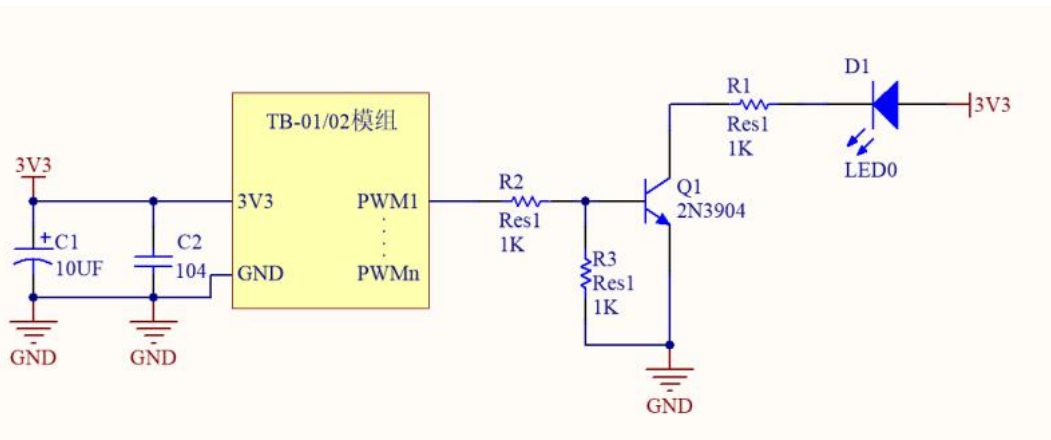 D1
R1
3V3
Res1
1K
LED0
TB-01/02模组
3V3
3V3
PWM1
R2
Res1
1K
Q1
2N3904
C1
10UF
C2
104
GND
PWMn
R3
Res1
1K
GND
GND
GND